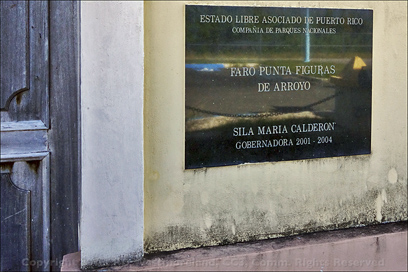 ESTADO LIBRE ASOCIADO DE PUERTO RICO
COMPAÑIA DE PARQUES NACIONALES
FARO PUNTA FIGURAS
DE ARROYO
SILA MARIA CALDERON
GOBERNADORA 2001 - 2004